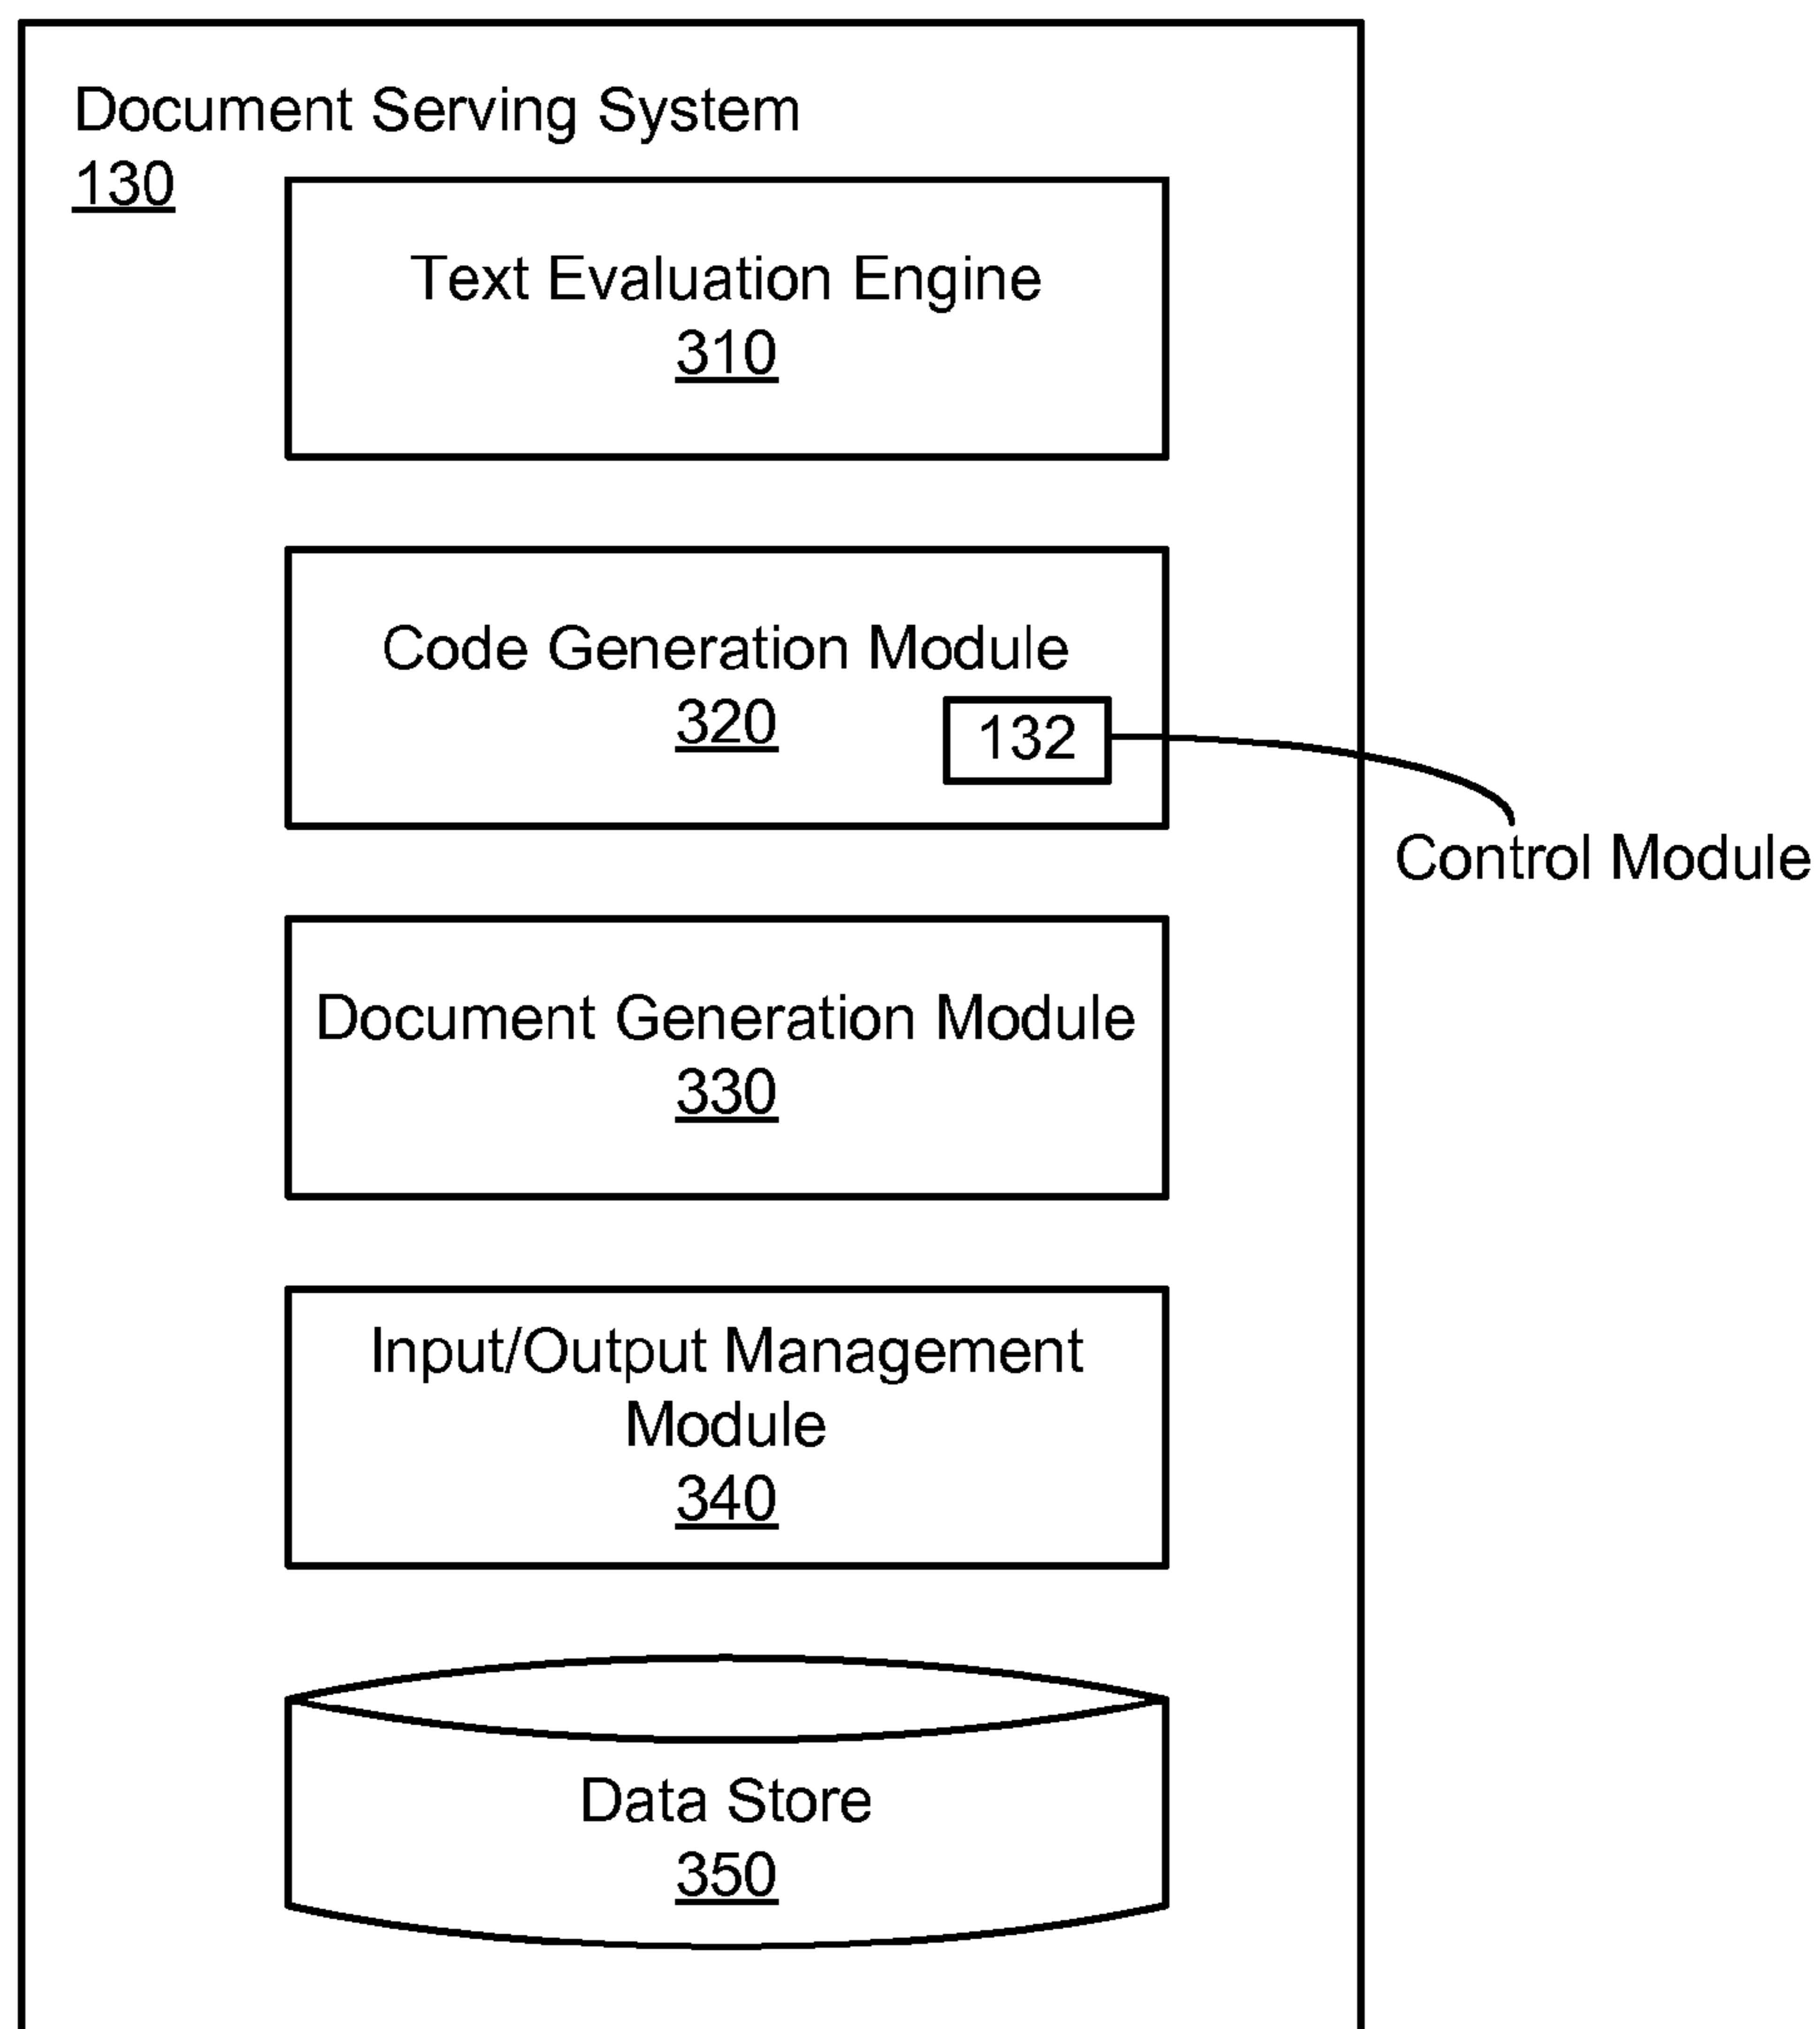 Document Serving System
130
Text Evaluation Engine
310
Code Generation Module
320
132
Control Module
Document Generation Module
330
Input/Output Management
Module
340
Data Store
350